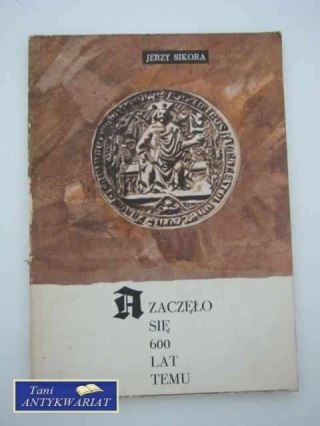 JERZY SIKORA
A ZACZĘŁO
SIĘ
600
LAT
TEMU
Tani
ANTYKWARIAT